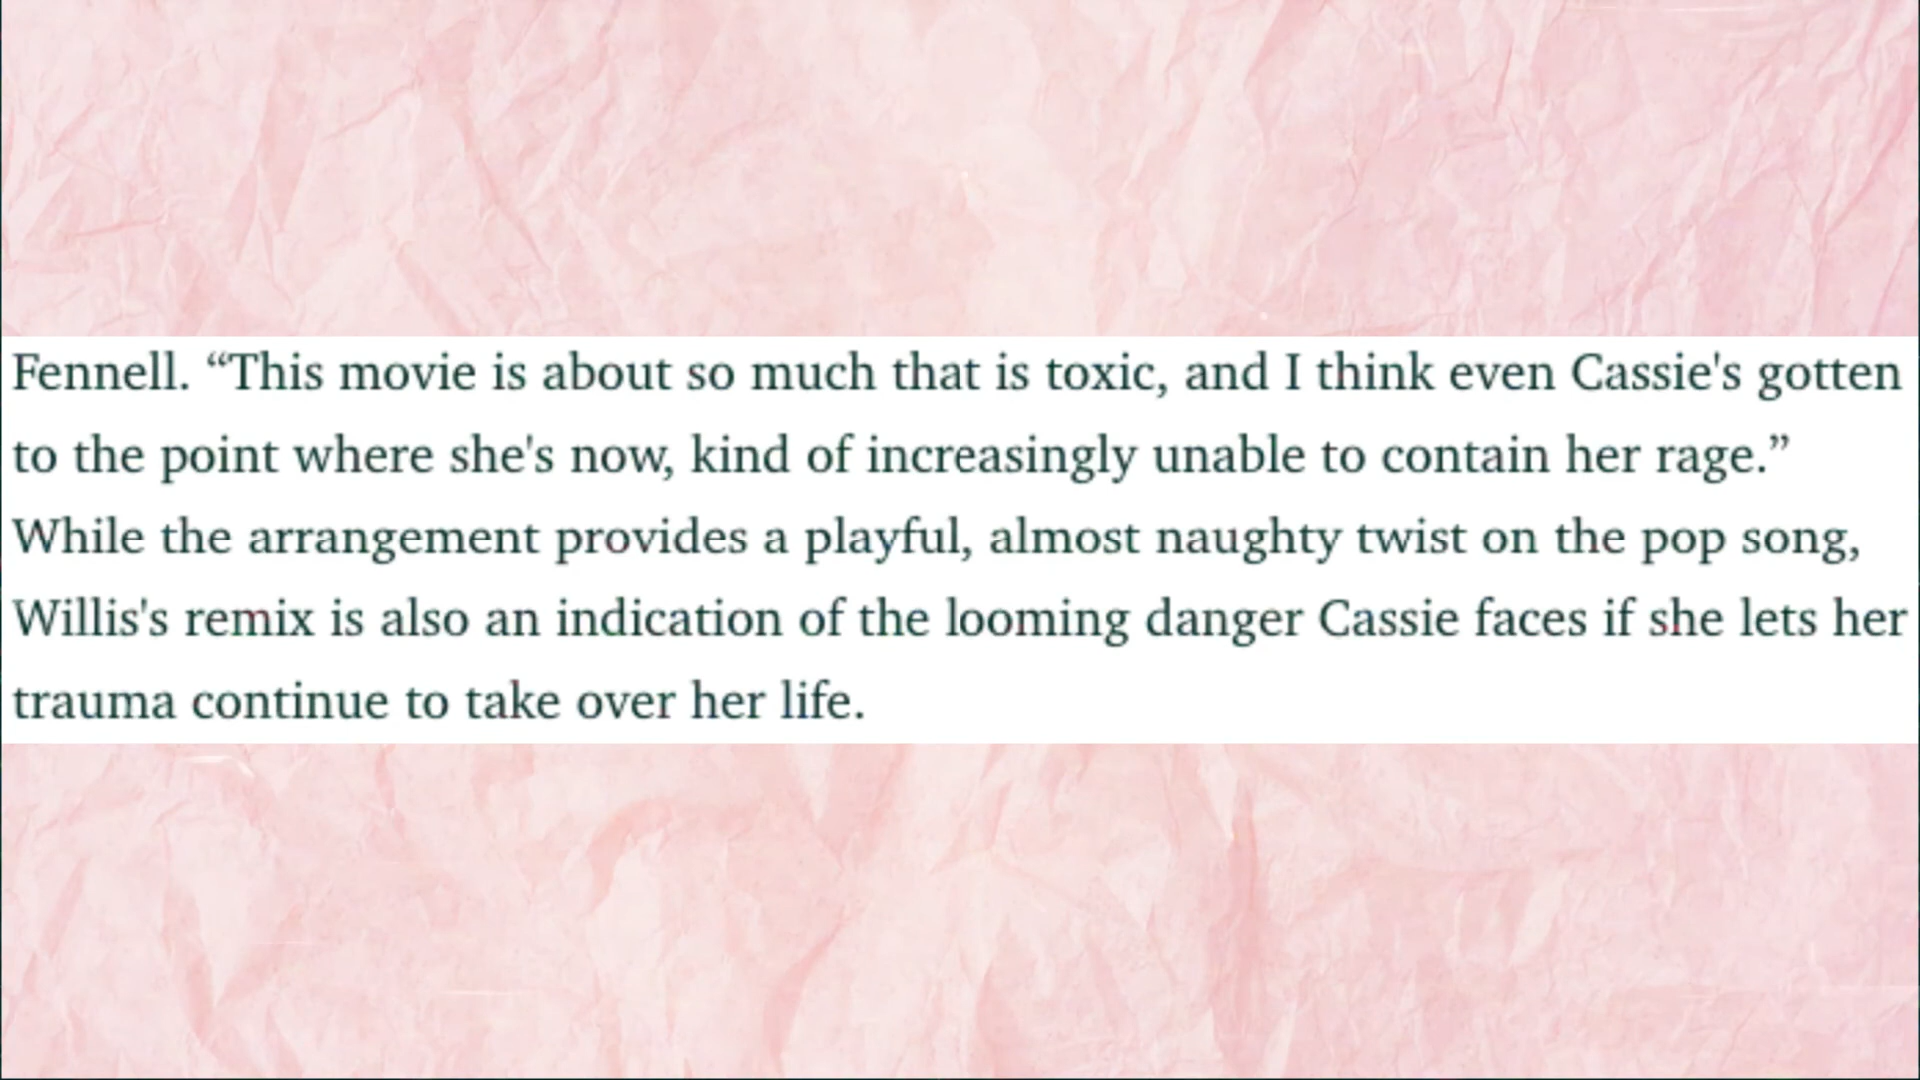 Fennell. “This movie is about so much that is toxic, and I think even Cassie's gotten
to the point where she's now, kind of increasingly unable to contain her rage.”
While the arrangement provides a playful, almost naughty twist on the pop song,
Willis's remix is also an indication of the looming danger Cassie faces if she lets her
trauma continue to take over her life.